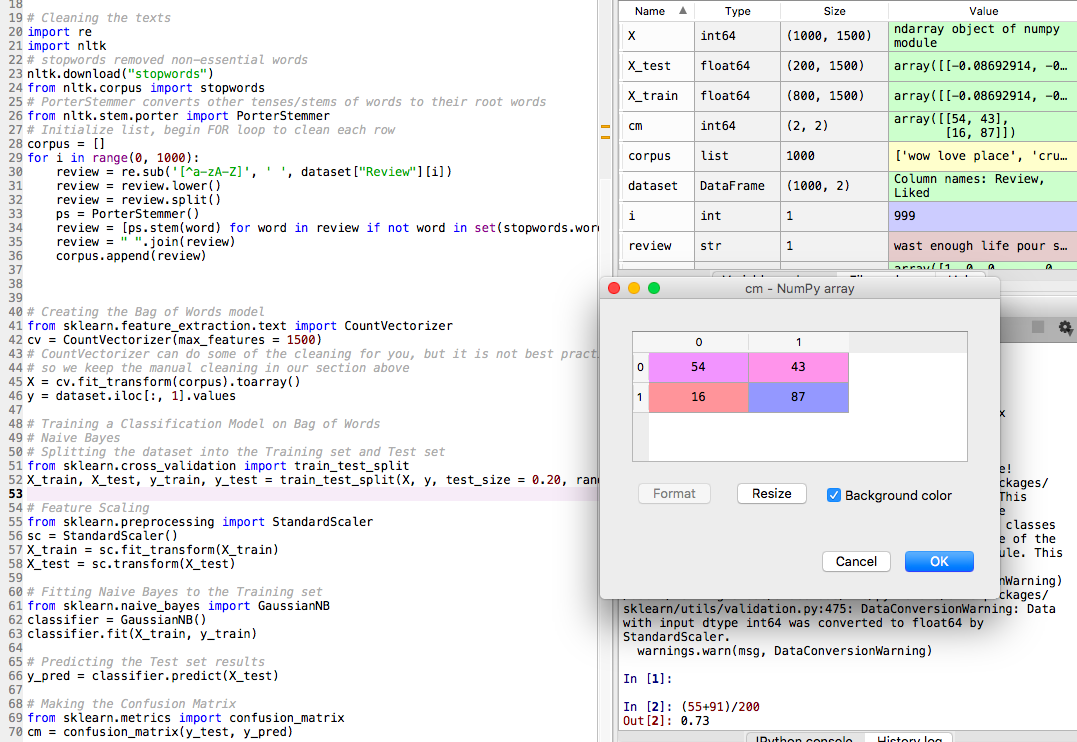 18
19 # Cleaning the texts
20 import re
21 import nltk
22 # stopwords removed non-essential words
23 nltk.download("stopwords")
24 from nltk.corpus import stopwords
25 # PorterStemmer converts other tenses/stems of words to their root words
26 from nltk.stem.porter import PorterStemmer
27 # Initialize list, begin FOR loop to clean each row
28 corpus = []
29 for i in range(0, 1000):
30     review = re.sub('[^a-zA-Z]', ' ', dataset["Review"][i])
31     review = review.lower()
32     review = review.split()
33     ps = PorterStemmer()
34     review = [ps.stem(word) for word in review if not word in set(stopwords.wor
35     review = " ".join(review)
36     corpus.append(review)
37
38
39
40 # Creating the Bag of Words model
41 from sklearn.feature_extraction.text import CountVectorizer
42 cv = CountVectorizer(max_features = 1500)
43 # CountVectorizer can do some of the cleaning for you, but it is not best pract
44 # so we keep the manual cleaning in our section above
45 X = cv.fit_transform(corpus).toarray()
46 y = dataset.iloc[:, 1].values
47
48 # Training a Classification Model on Bag of Words
49 # Naive Bayes
50 # Splitting the dataset into the Training set and Test set
51 from sklearn.cross_validation import train_test_split
52 X_train, X_test, y_train, y_test = train_test_split(X, y, test_size = 0.20, ran
53
54 # Feature Scaling
55 from sklearn.preprocessing import StandardScaler
56 sc = StandardScaler()
57 X_train = sc.fit_transform(X_train)
58 X_test = sc.transform(X_test)
59
60 # Fitting Naive Bayes to the Training set
61 from sklearn.naive_bayes import GaussianNB
62 classifier = GaussianNB()
63 classifier.fit(X_train, y_train)
64
65 # Predicting the Test set results
66 y_pred = classifier.predict(X_test)
67
68 # Making the Confusion Matrix
69 from sklearn.metrics import confusion_matrix
70 cm = confusion_matrix(y_test, y_pred)
Name ▲ Type Size Value
X int64 (1000, 1500) ndarray object of numpy
module
X_test float64 (200, 1500) array([[-0.08692914, -0…
X_train float64 (800, 1500) array([[-0.08692914, -0…
cm int64 (2, 2) array([[54, 43],
[16, 87]])
corpus list 1000 ['wow love place', 'cru…
dataset DataFrame (1000, 2) Column names: Review,
Liked
i int 1 999
review str 1 wast enough life pour s…
cm - NumPy array
0 1
0 54 43
1 16 87
Format Resize Background color
Cancel OK
x
e!
ckages/
This
e
classes
e of the
ule. This
nWarning)
ckages/
sklearn/utils/validation.py:475: DataConversionWarning: Data
with input dtype int64 was converted to float64 by
StandardScaler.
warnings.warn(msg, DataConversionWarning)
In [1]:
In [2]: (55+91)/200
Out[2]: 0.73
IPython console History log